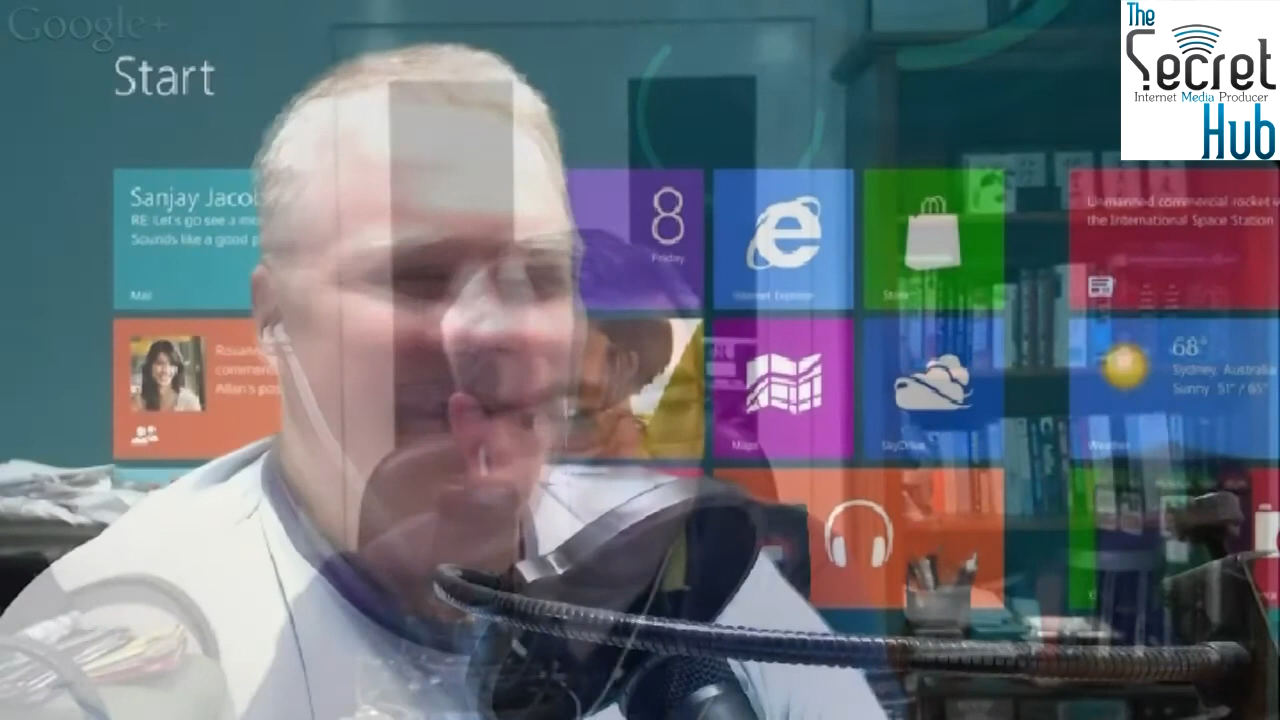 Google+
Start
The
Secret
Internet Media Producer
Hub
Sanjay Jacob
RE: Let's go see a
Sounds like a good
Mail
8
Friday
Internet Explorer
Store
Unmanned commercial rocket
the International Space Station
Allan's
Maps
SkyDrive
68°
Sydney, Australia
Sunny 51° / 65°
Weather